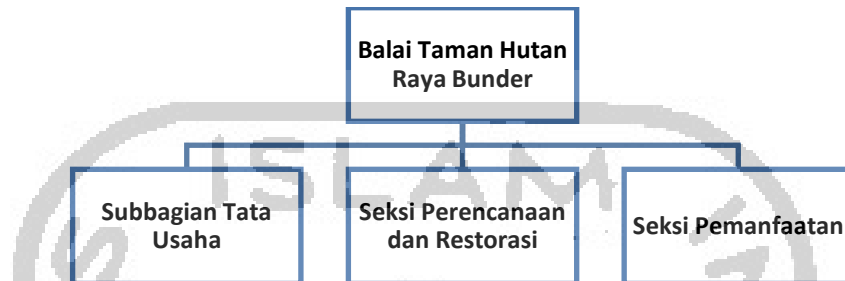 Balai Taman Hutan
Raya Bunder
ISLAM
Subbagian Tata
Usaha
Seksi Perencanaan
dan Restorasi
Seksi Pemanfaatan